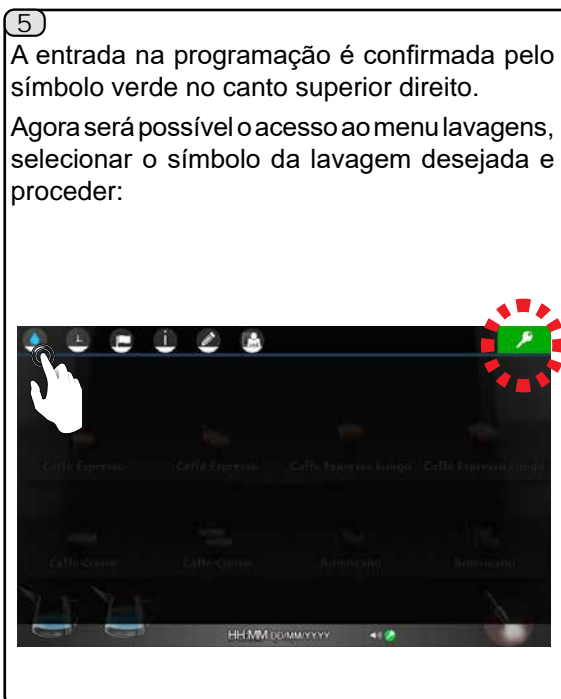 5
A entrada na programação é confirmada pelo
símbolo verde no canto superior direito.
Agora será possível o acesso ao menu lavagens,
selecionar o símbolo da lavagem desejada e
proceder:
Caffè Espresso Caffè Espresso Caffè Espresso Lungo Caffè Espresso Lungo
Caffè Creme Caffè Creme Americano Americano
HH:MM DD/MM/YYYY